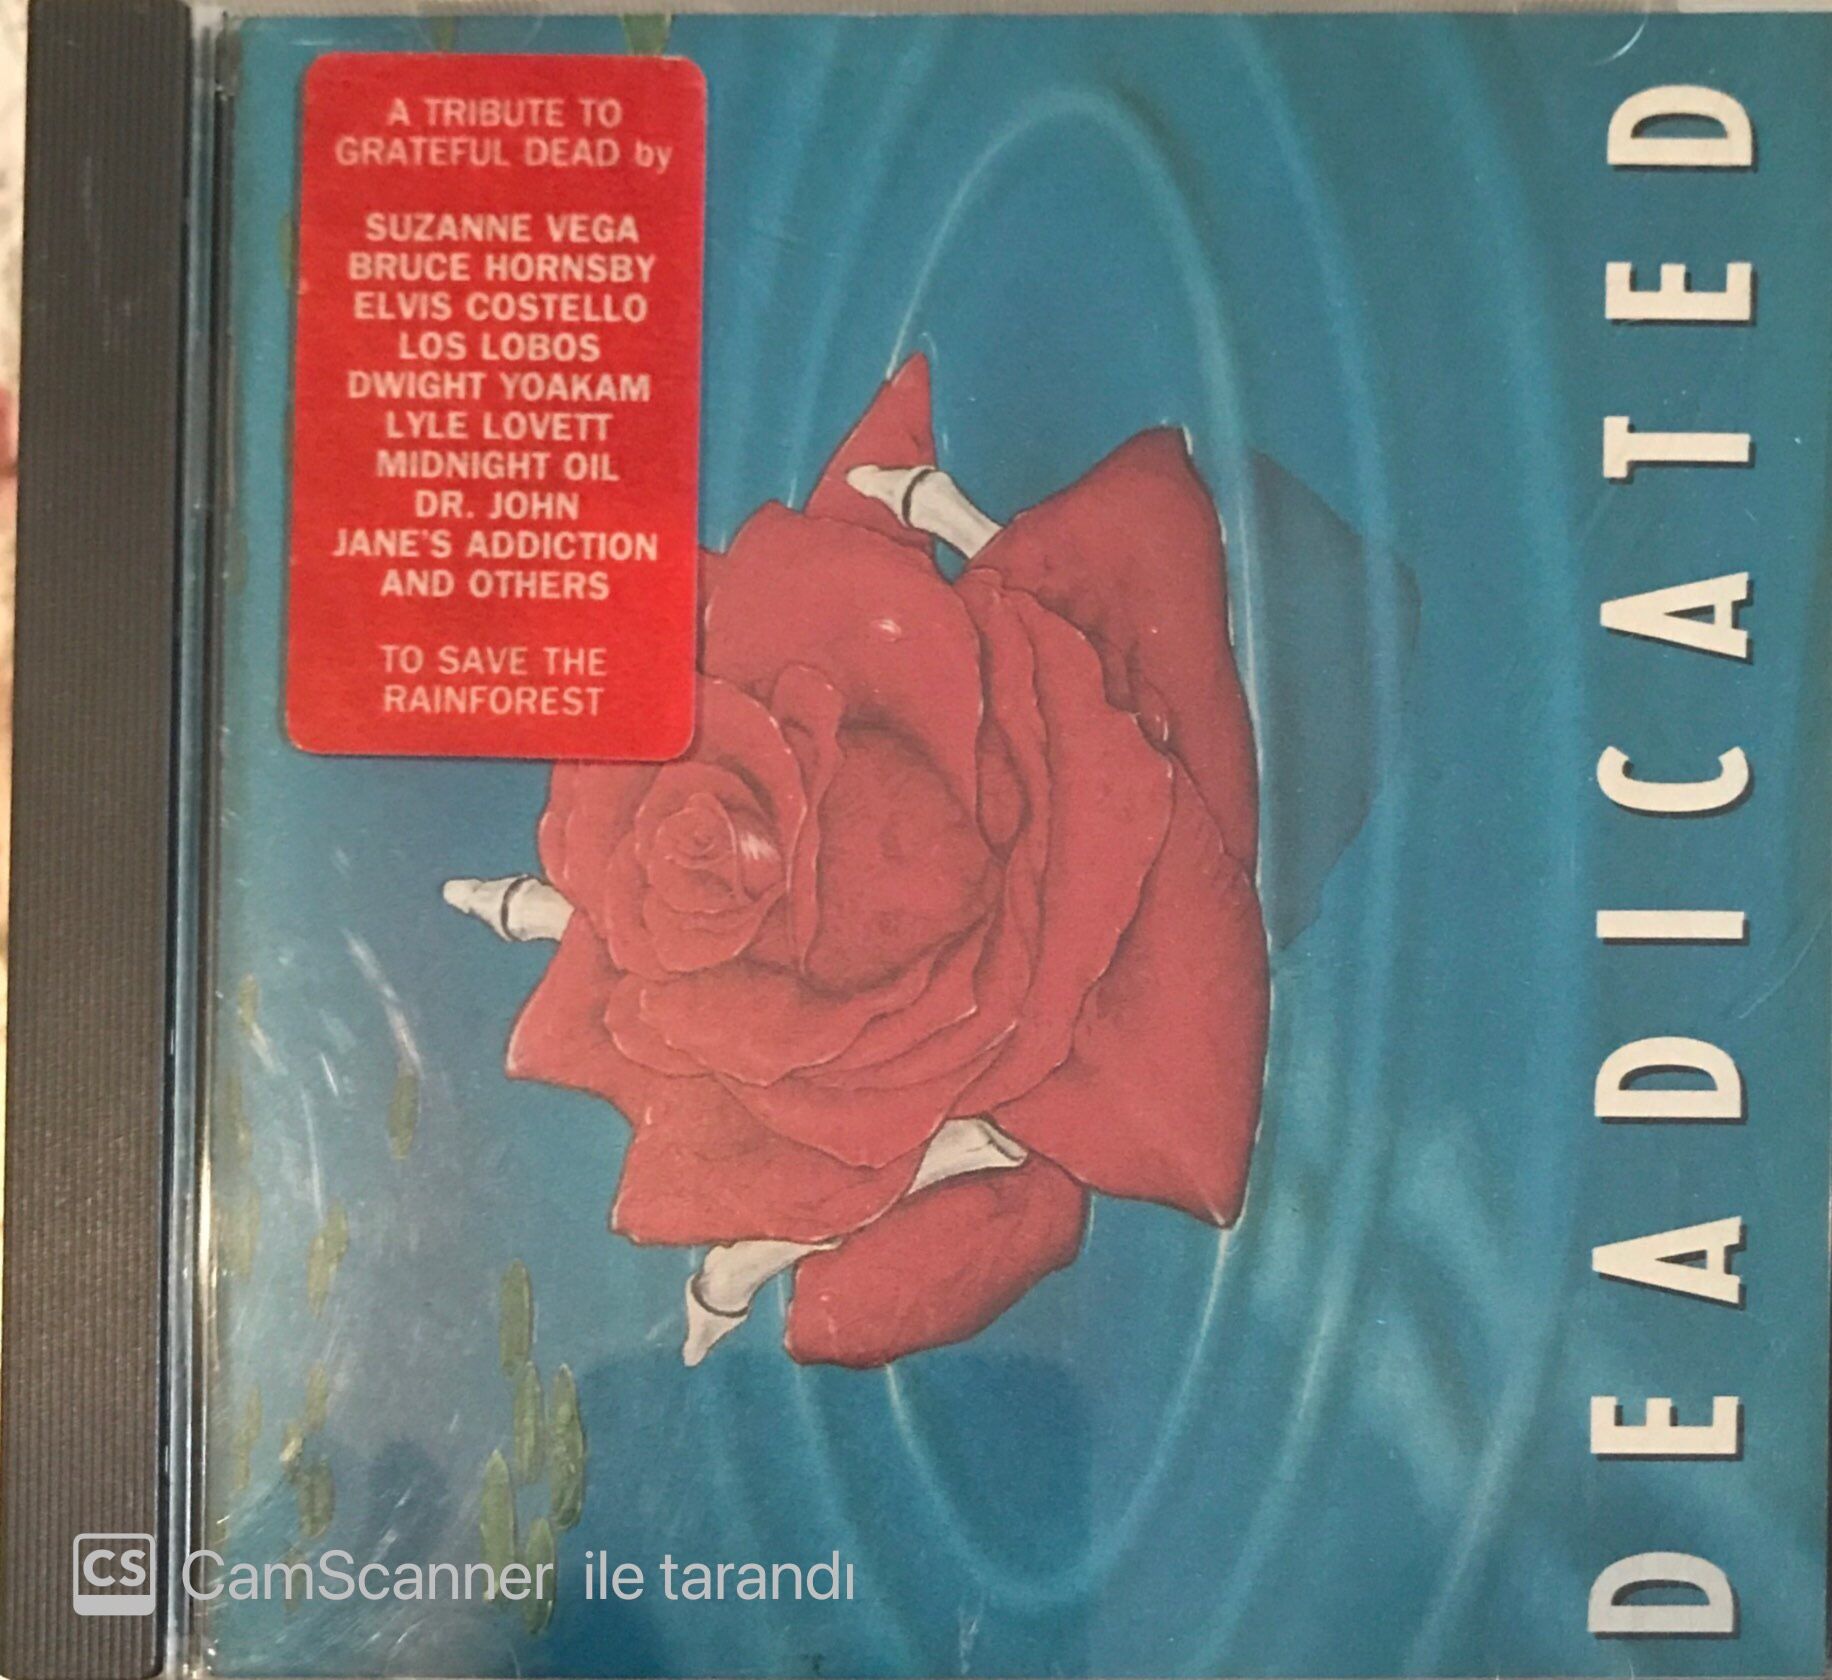 A TRIBUTE TO
GRATEFUL DEAD by
SUZANNE VEGA
BRUCE HORNSBY
ELVIS COSTELLO
LOS LOBOS
DWIGHT YOAKAM
LYLE LOVETT
MIDNIGHT OIL
DR. JOHN
JANE'S ADDICTION
AND OTHERS
TO SAVE THE
RAINFOREST
DEADICATED
CS CamScanner ile tarandı